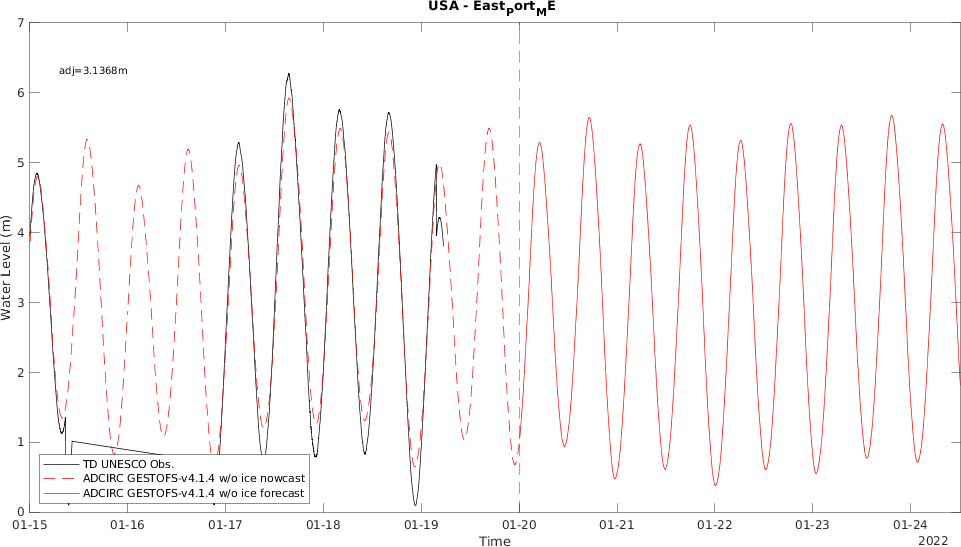 USA - EastPortME
7
adj=3.1368m
6
5
4
3
2
1
0
Water Level (m)
TD UNESCO Obs.
ADCIRC GESTOFS-v4.1.4 w/o ice nowcast
ADCIRC GESTOFS-v4.1.4 w/o ice forecast
01-15 01-16 01-17 01-18 01-19 01-20 01-21 01-22 01-23 01-24
Time
2022